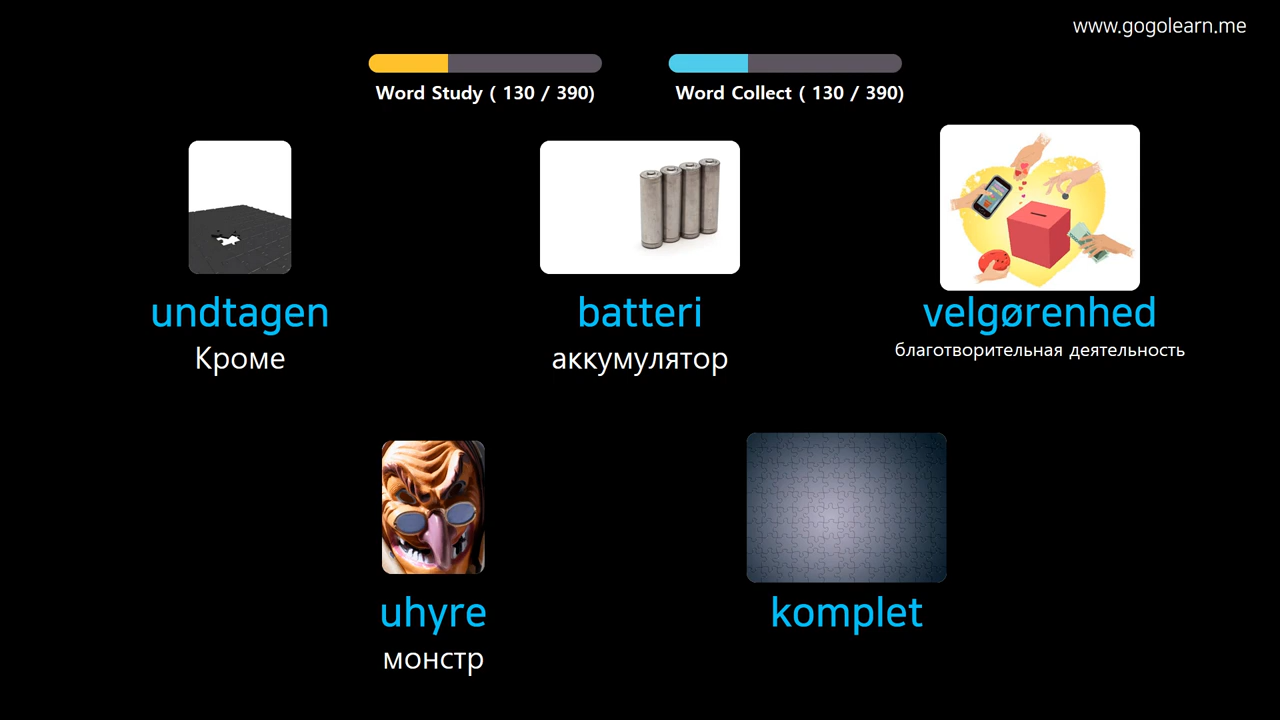 www.gogolearn.me
Word Study ( 130 / 390)
Word Collect ( 130 / 390)
undtagen
Кроме
batteri
аккумулятор
velgørenhed
благотворительная деятельность
uhyre
монстр
komplet